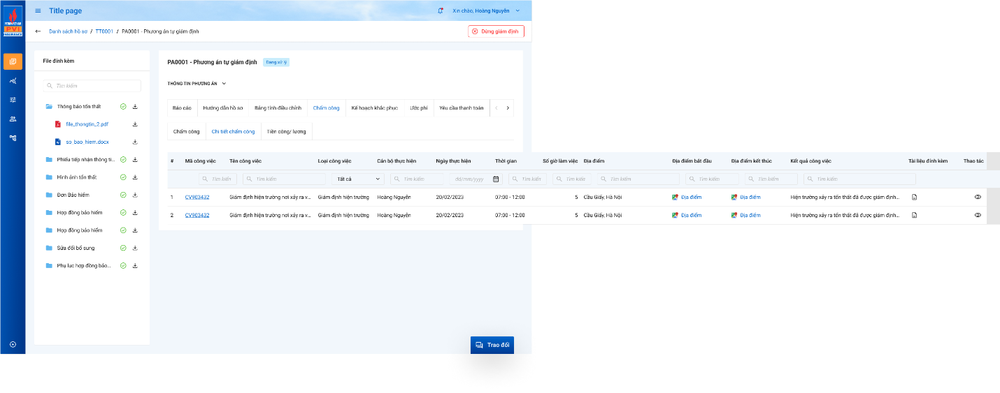 PETROVIETNAM
PVI
INSURANCE
Title page
Xin chào, Hoàng Nguyễn
Danh sách hồ sơ / TT0001 / PA0001 - Phương án tự giám định
Dừng giám định
File đính kèm
Tìm kiếm
Thông báo tổn thất
file_thongtin_2.pdf
so_bao_hiem.docx
Phiếu tiếp nhận thông ti...
Hình ảnh tổn thất
Đơn Bảo hiểm
Hợp đồng bảo hiểm
Hợp đồng bảo hiểm
Sửa đổi bổ sung
Phụ lục hợp đồng bảo...
PA0001 - Phương án tự giám định
Đang xử lý
THÔNG TIN PHƯƠNG ÁN
Báo cáo Hướng dẫn hồ sơ Bảng tính điều chỉnh Chấm công Kế hoạch khắc phục Ước phí Yêu cầu thanh toán
Chấm công Chi tiết chấm công Tiền công/ lương
# Mã công việc Tên công việc Loại công việc Cán bộ thực hiện Ngày thực hiện Thời gian Số giờ làm việc Địa điểm Địa điểm bắt đầu Địa điểm kết thúc Kết quả công việc Tài liệu đính kèm Thao tác
Tìm kiếm Tìm kiếm Tất cả Tìm kiếm dd/mm/yyyy Tìm kiếm Tìm kiếm Tìm kiếm Tìm kiếm Tìm kiếm Tìm kiếm
1 CV903432 Giám định hiện trường nơi xảy ra v... Giám định hiện trường Hoàng Nguyễn 20/02/2023 07:00 - 12:00 5 Cầu Giấy, Hà Nội Địa điểm Địa điểm Hiện trường xảy ra tổn thất đã được giám định...
2 CV903432 Giám định hiện trường nơi xảy ra v... Giám định hiện trường Hoàng Nguyễn 20/02/2023 07:00 - 12:00 5 Cầu Giấy, Hà Nội Địa điểm Địa điểm Hiện trường xảy ra tổn thất đã được giám định...
Trao đổi